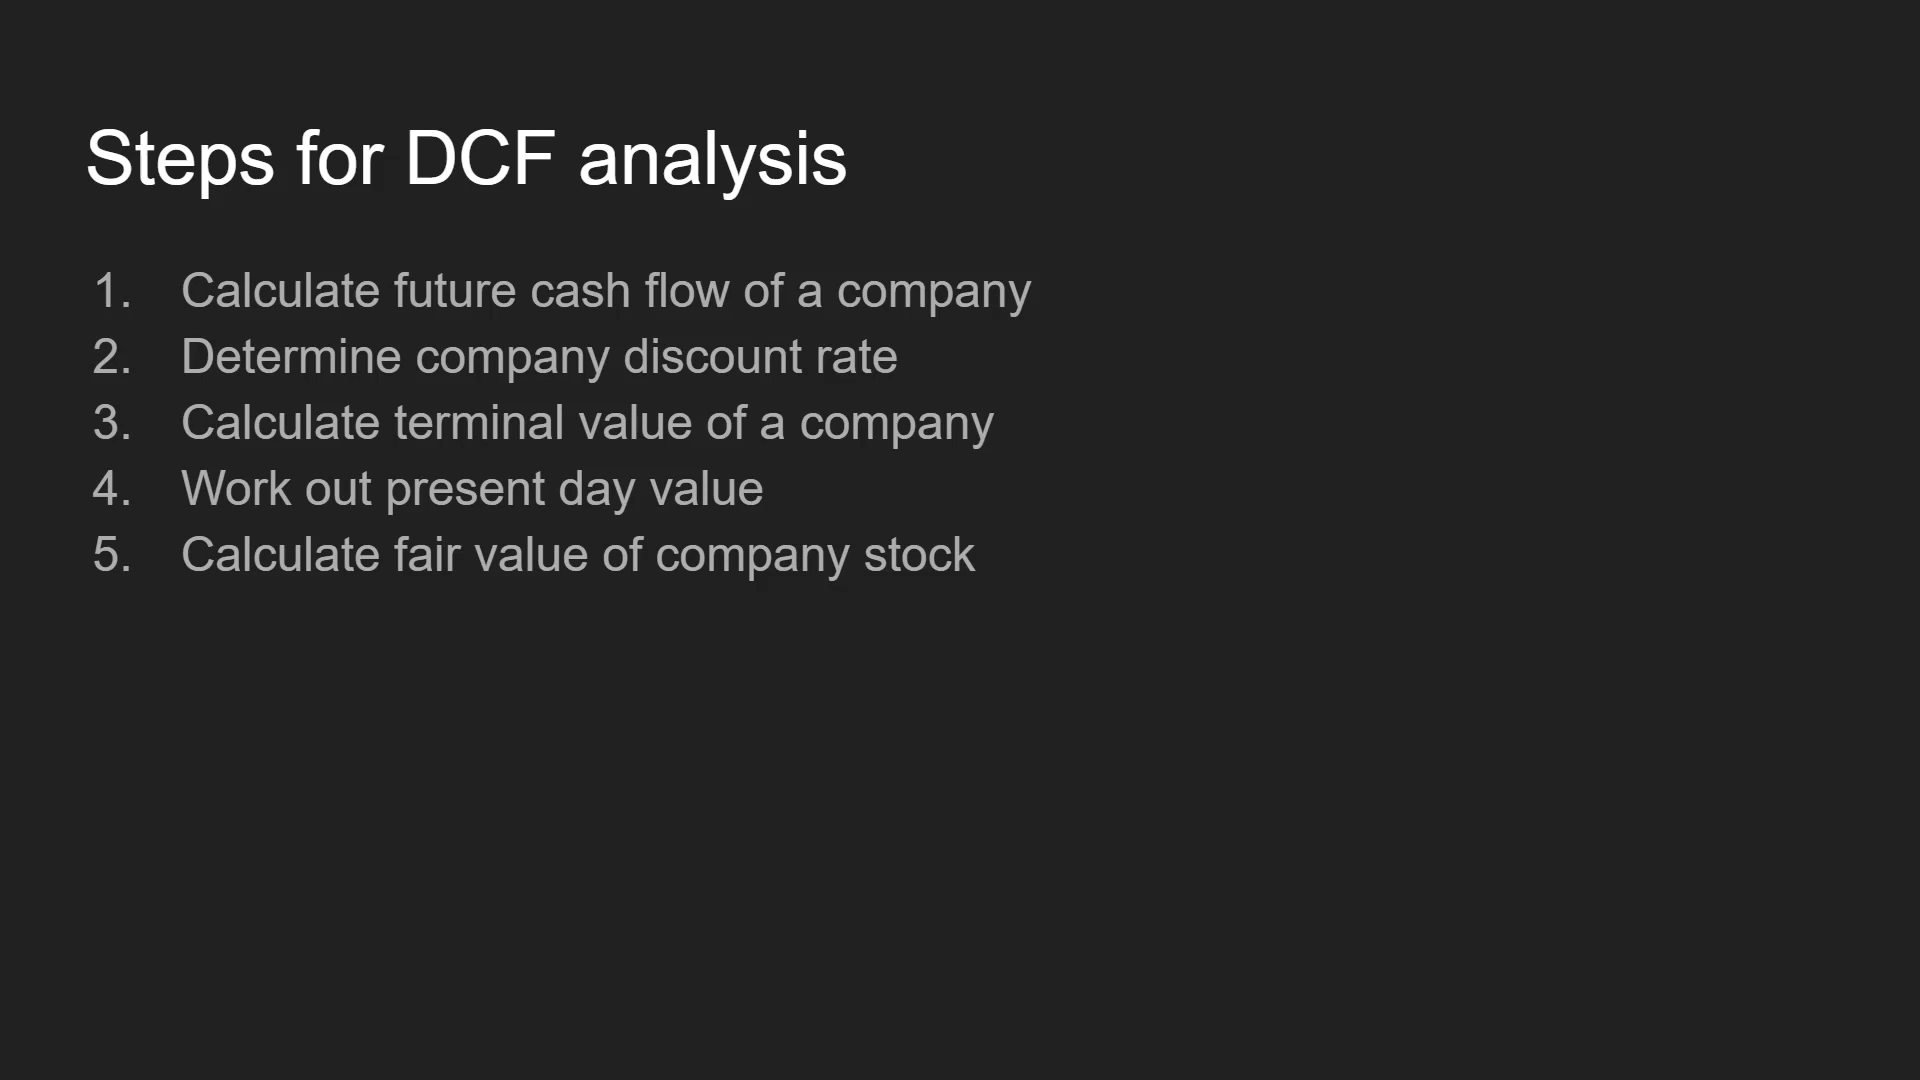 Steps for DCF analysis
1. Calculate future cash flow of a company
2. Determine company discount rate
3. Calculate terminal value of a company
4. Work out present day value
5. Calculate fair value of company stock